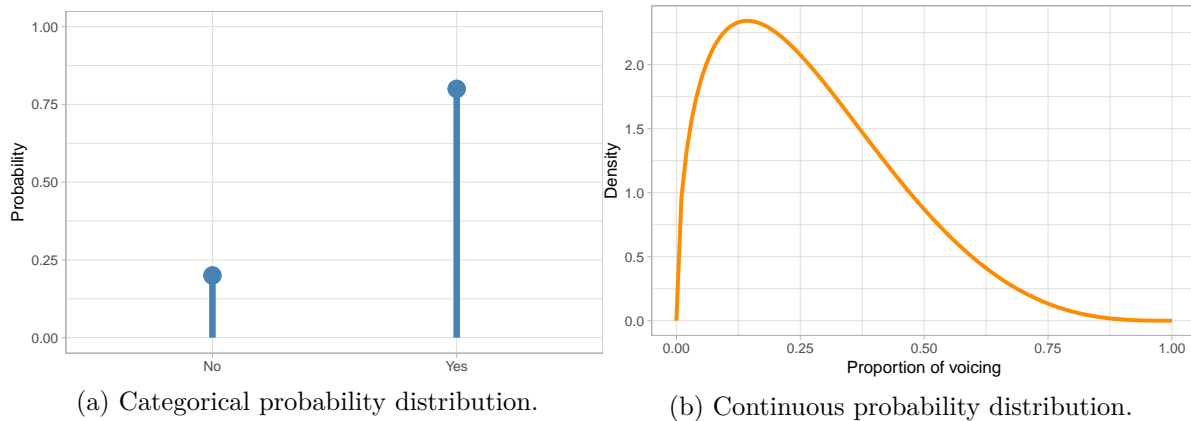 1.00
0.75
0.50
0.25
0.00
Probability
No Yes
(a) Categorical probability distribution.
2.0
1.5
1.0
0.5
0.0
Density
0.00 0.25 0.50 0.75 1.00
Proportion of voicing
(b) Continuous probability distribution.